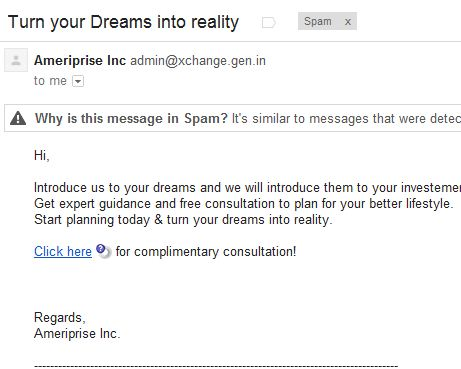 Turn your Dreams into reality
Spam x
Ameriprise Inc admin@xchange.gen.in
to me
Why is this message in Spam? It's similar to messages that were
Hi,
Introduce us to your dreams and we will introduce them to your
Get expert guidance and free consultation to plan for your better lifestyle.
Start planning today & turn your dreams into reality.
Click here ? for complimentary consultation!
Regards,
Ameriprise Inc.
--------------------------------------------------------------------------------------------